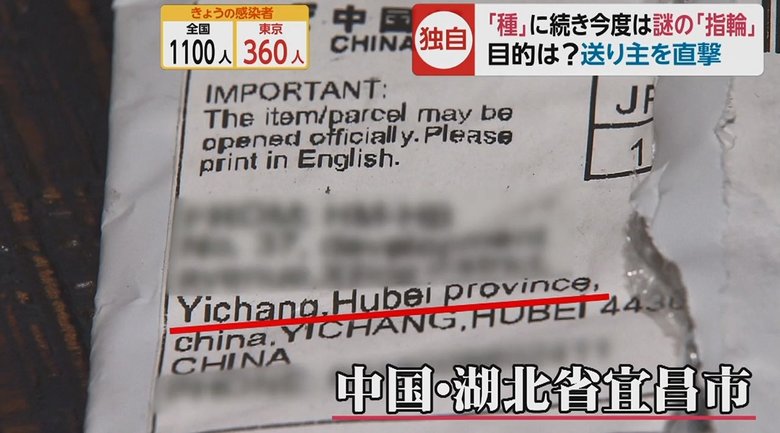 きょうの感染者
全国
1100人
東京
360人
独自
「種」に続き今度は謎の「指輪」
目的は?送り主を直撃
中国
CHINA
IMPORTANT:
The item/parcel may be
opened officially.Please
print in English.
1
Yichang,Hubei province,
china,YICHANG,HUBEI 443
CHINA
中国・湖北省宜昌市